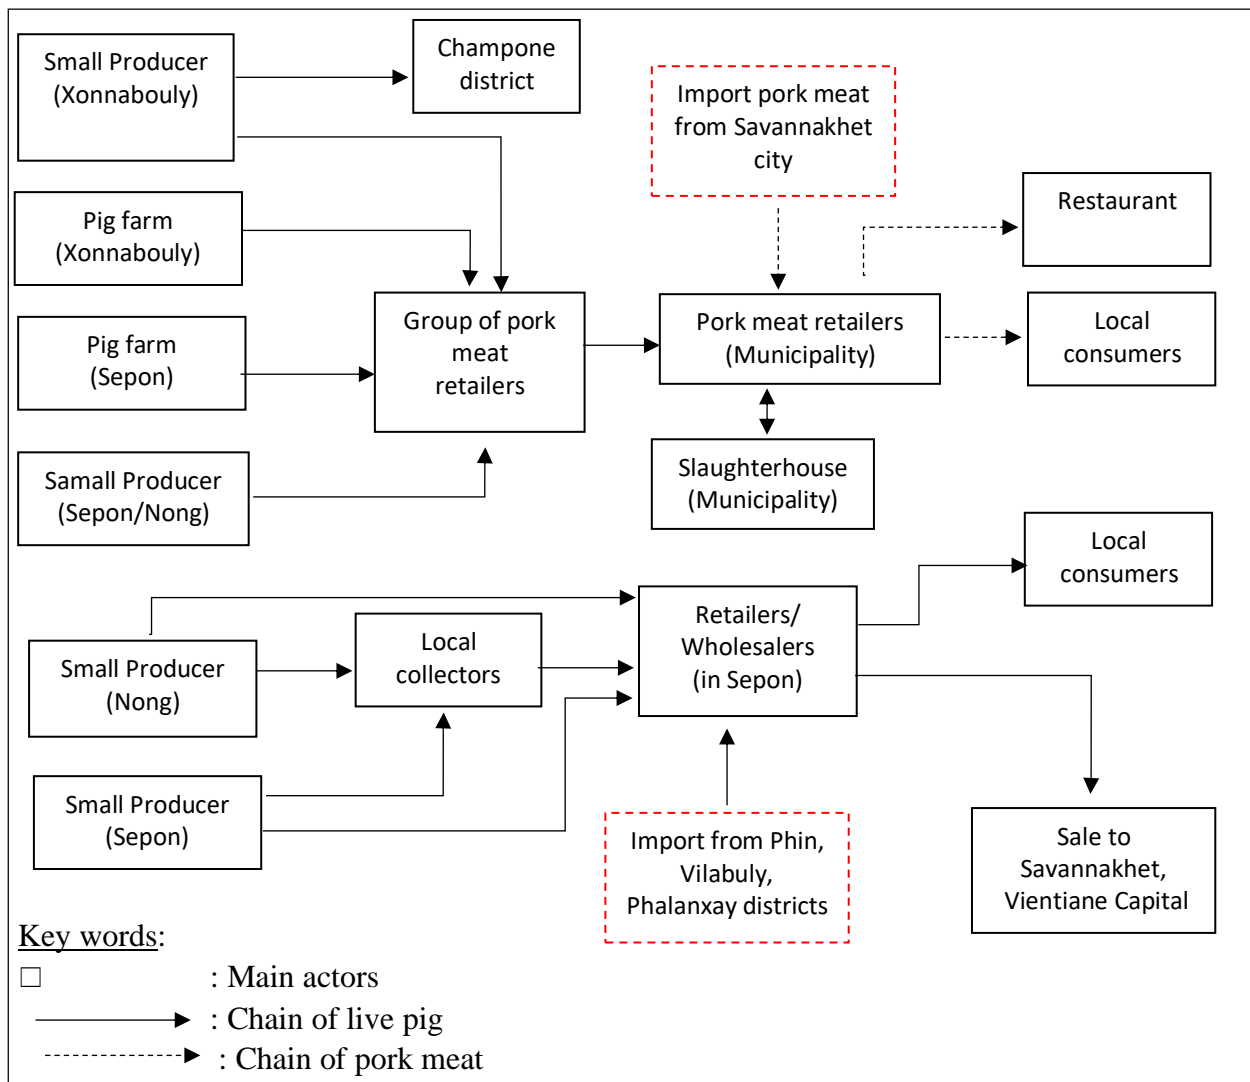 Small Producer
(Xonnabouly)
Champone
district
Import pork meat
from Savannakhet
city
Restaurant
Pig farm
(Xonnabouly)
Group of pork
meat
retailers
Pork meat retailers
(Municipality)
Local
consumers
Pig farm
(Sepon)
Samall Producer
(Sepon/Nong)
Slaughterhouse
(Municipality)
Local
consumers
Retailers/
Wholesalers
(in Sepon)
Local
collectors
Small Producer
(Nong)
Small Producer
(Sepon)
Import from Phin,
Vilabuly,
Phalanxay districts
Sale to
Savannakhet,
Vientiane Capital
Key words:
□ : Main actors
: Chain of live pig
: Chain of pork meat